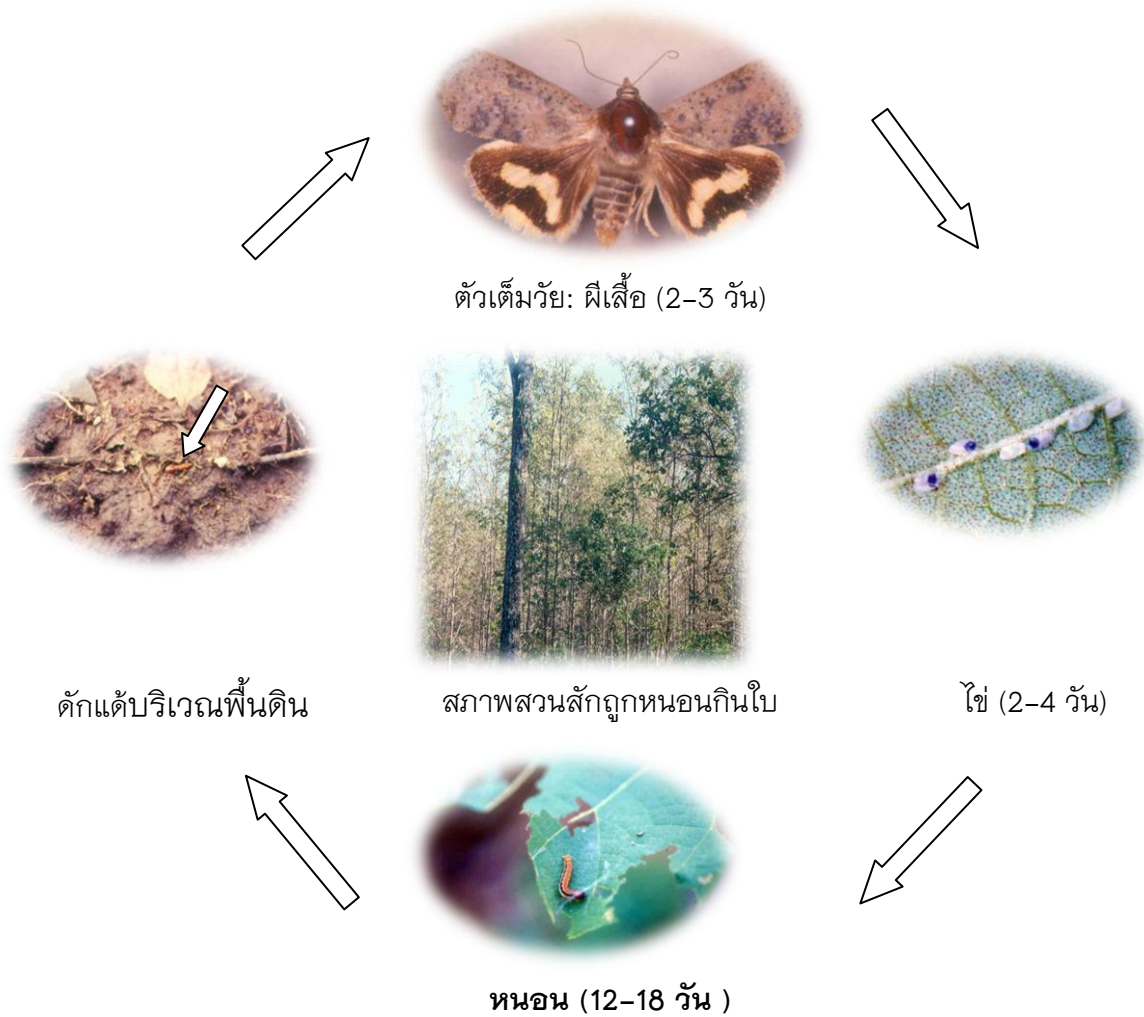 ตัวเต็มวัย: ผีเสื้อ (2-3 วัน)
ดักแด้บริเวณพื้นดิน
สภาพสวนสักถูกหนอนกินใบ
ไข่ (2-4 วัน)
หนอน (12-18 วัน )